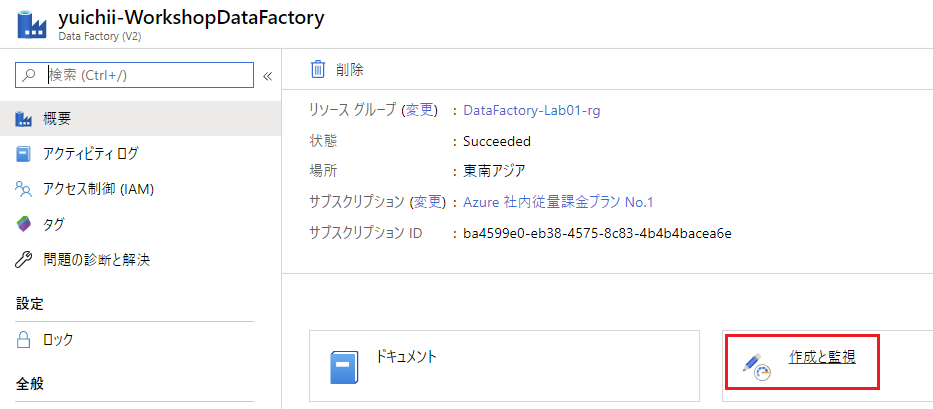 yuichii-WorkshopDataFactory
Data Factory (V2)
検索 (Ctrl+/)
«
削除
概要
アクティビティ ログ
アクセス制御 (IAM)
タグ
問題の診断と解決
設定
ロック
全般
リソース グループ (変更) : DataFactory-Lab01-rg
状態 : Succeeded
場所 : 東南アジア
サブスクリプション (変更) : Azure 社内従量課金プラン No.1
サブスクリプション ID : ba4599e0-eb38-4575-8c83-4b4b4bacea6e
ドキュメント
作成と監視